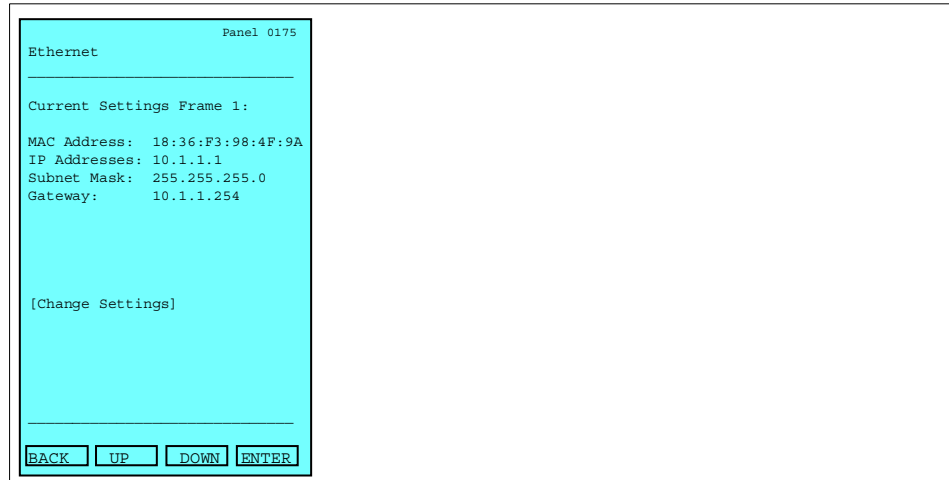 Panel 0175
Ethernet
Current Settings Frame 1:
MAC Address: 18:36:F3:98:4F:9A
IP Addresses: 10.1.1.1
Subnet Mask: 255.255.255.0
Gateway: 10.1.1.254
[Change Settings]
BACK UP DOWN ENTER